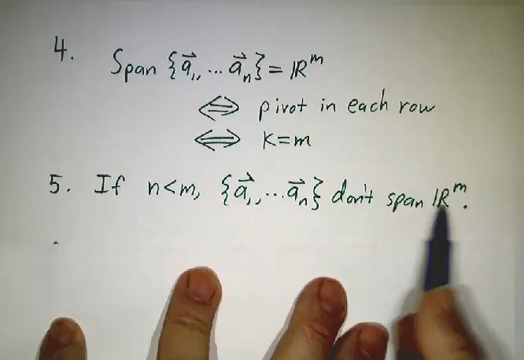 4. Span {a⃗₁, ... a⃗ₙ} = ℝᵐ
⇔ pivot in each row
⇔ K=m
5. If n<m, {a⃗₁, ... a⃗ₙ} don't span ℝᵐ.